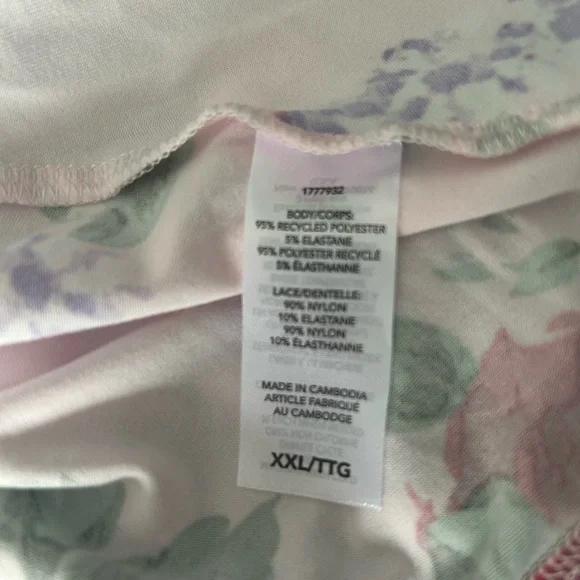 1777932
BODY/CORPS:
95% RECYCLED POLYESTER
5% ELASTANE
95% POLYESTER RECYCLÉ
5% ÉLASTHANNE
LACE/DENTELLE:
90% NYLON
10% ELASTANE
90% NYLON
10% ÉLASTHANNE
MADE IN CAMBODIA
ARTICLE FABRIQUÉ
AU CAMBODGE
XXL/TTG